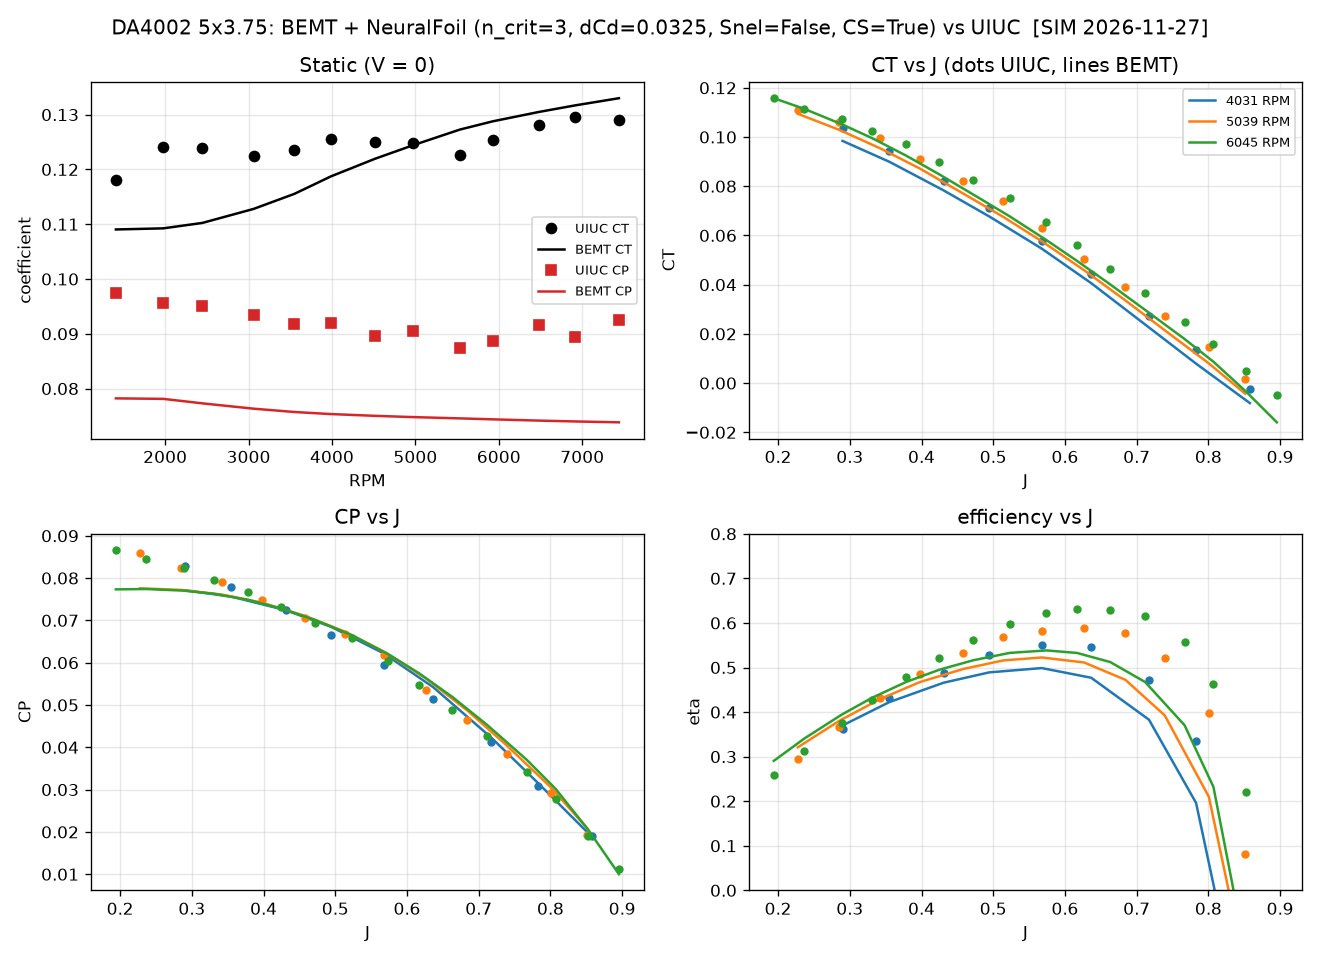 DA4002 5x3.75: BEMT + NeuralFoil (n_crit=3, dCd=0.0325, Snel=False, CS=True) vs UIUC  [SIM 2026-11-27]
Static (V = 0)
0.13
0.12
0.11
0.10
0.09
0.08
coefficient
UIUC CT
BEMT CT
UIUC CP
BEMT CP
2000 3000 4000 5000 6000 7000
RPM
CT vs J (dots UIUC, lines BEMT)
0.12
0.10
0.08
0.06
0.04
0.02
0.00
−0.02
CT
4031 RPM
5039 RPM
6045 RPM
0.2 0.3 0.4 0.5 0.6 0.7 0.8 0.9
J
CP vs J
0.09
0.08
0.07
0.06
0.05
0.04
0.03
0.02
0.01
CP
0.2 0.3 0.4 0.5 0.6 0.7 0.8 0.9
J
efficiency vs J
0.8
0.7
0.6
0.5
0.4
0.3
0.2
0.1
0.0
eta
0.2 0.3 0.4 0.5 0.6 0.7 0.8 0.9
J